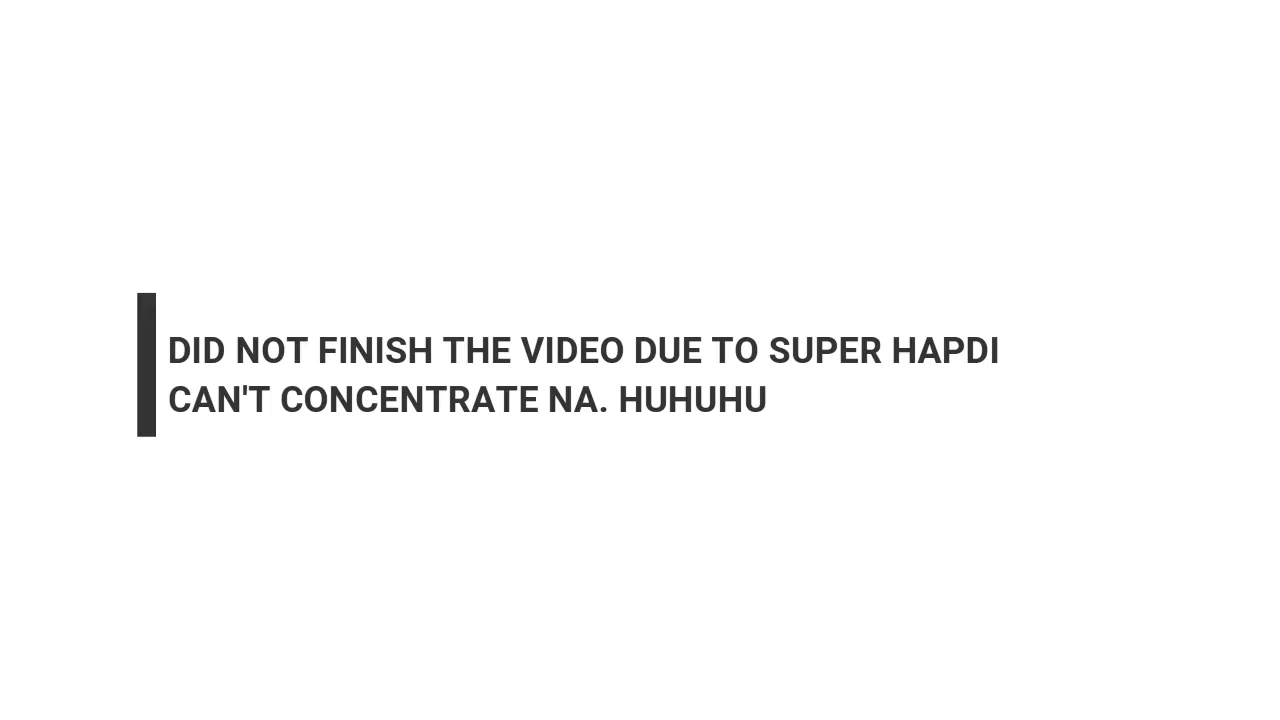 DID NOT FINISH THE VIDEO DUE TO SUPER HAPDI
CAN'T CONCENTRATE NA. HUHUHU